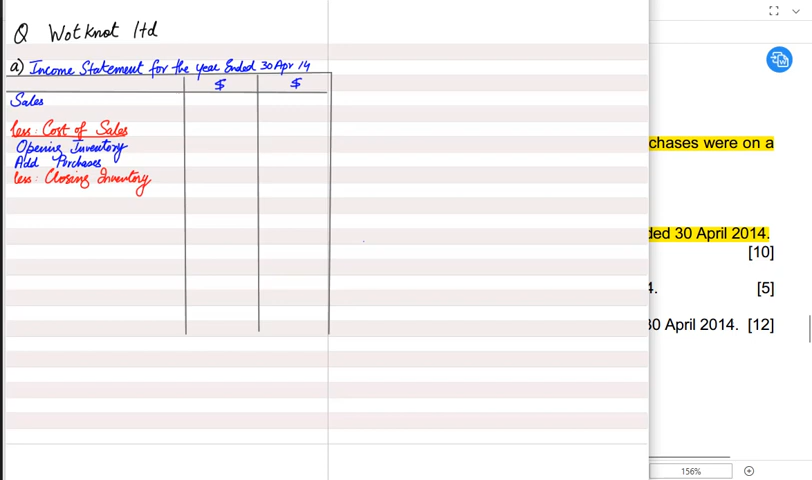 Q Wotknot ltd
a) Income Statement for the year Ended 30 Apr 14
$ $
Sales
less: Cost of Sales
Opening Inventory
Add Purchases
less: Closing Inventory
chases were on a
ded 30 April 2014.
[10]
4. [5]
30 April 2014. [12]
156%